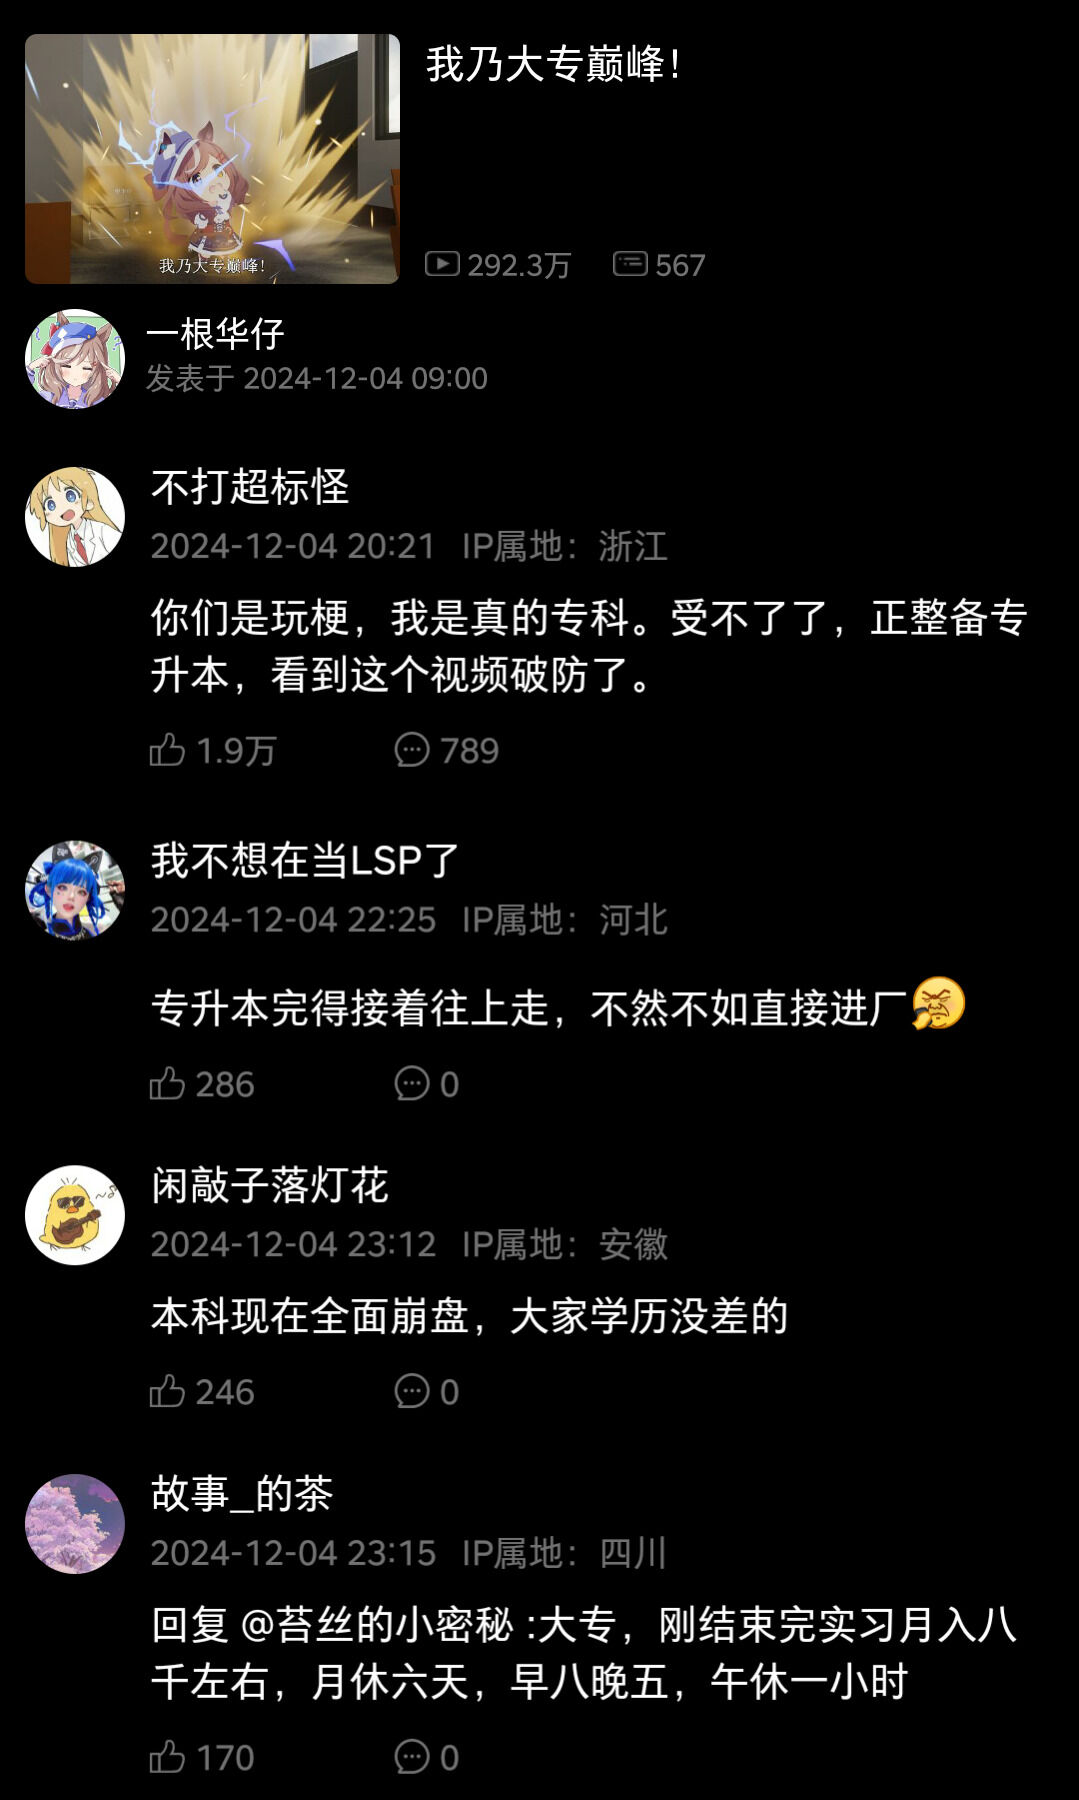 我乃大专巅峰！
我乃大专巅峰！
292.3万 567
一根华仔
发表于 2024-12-04 09:00
不打超标怪
2024-12-04 20:21 IP属地：浙江
你们是玩梗，我是真的专科。受不了了，正整备专
升本，看到这个视频破防了。
1.9万 789
我不想在当LSP了
2024-12-04 22:25 IP属地：河北
专升本完得接着往上走，不然不如直接进厂
286 0
闲敲子落灯花
2024-12-04 23:12 IP属地：安徽
本科现在全面崩盘，大家学历没差的
246 0
故事_的茶
2024-12-04 23:15 IP属地：四川
回复 @苔丝的小密秘 :大专，刚结束完实习月入八
千左右，月休六天，早八晚五，午休一小时
170 0